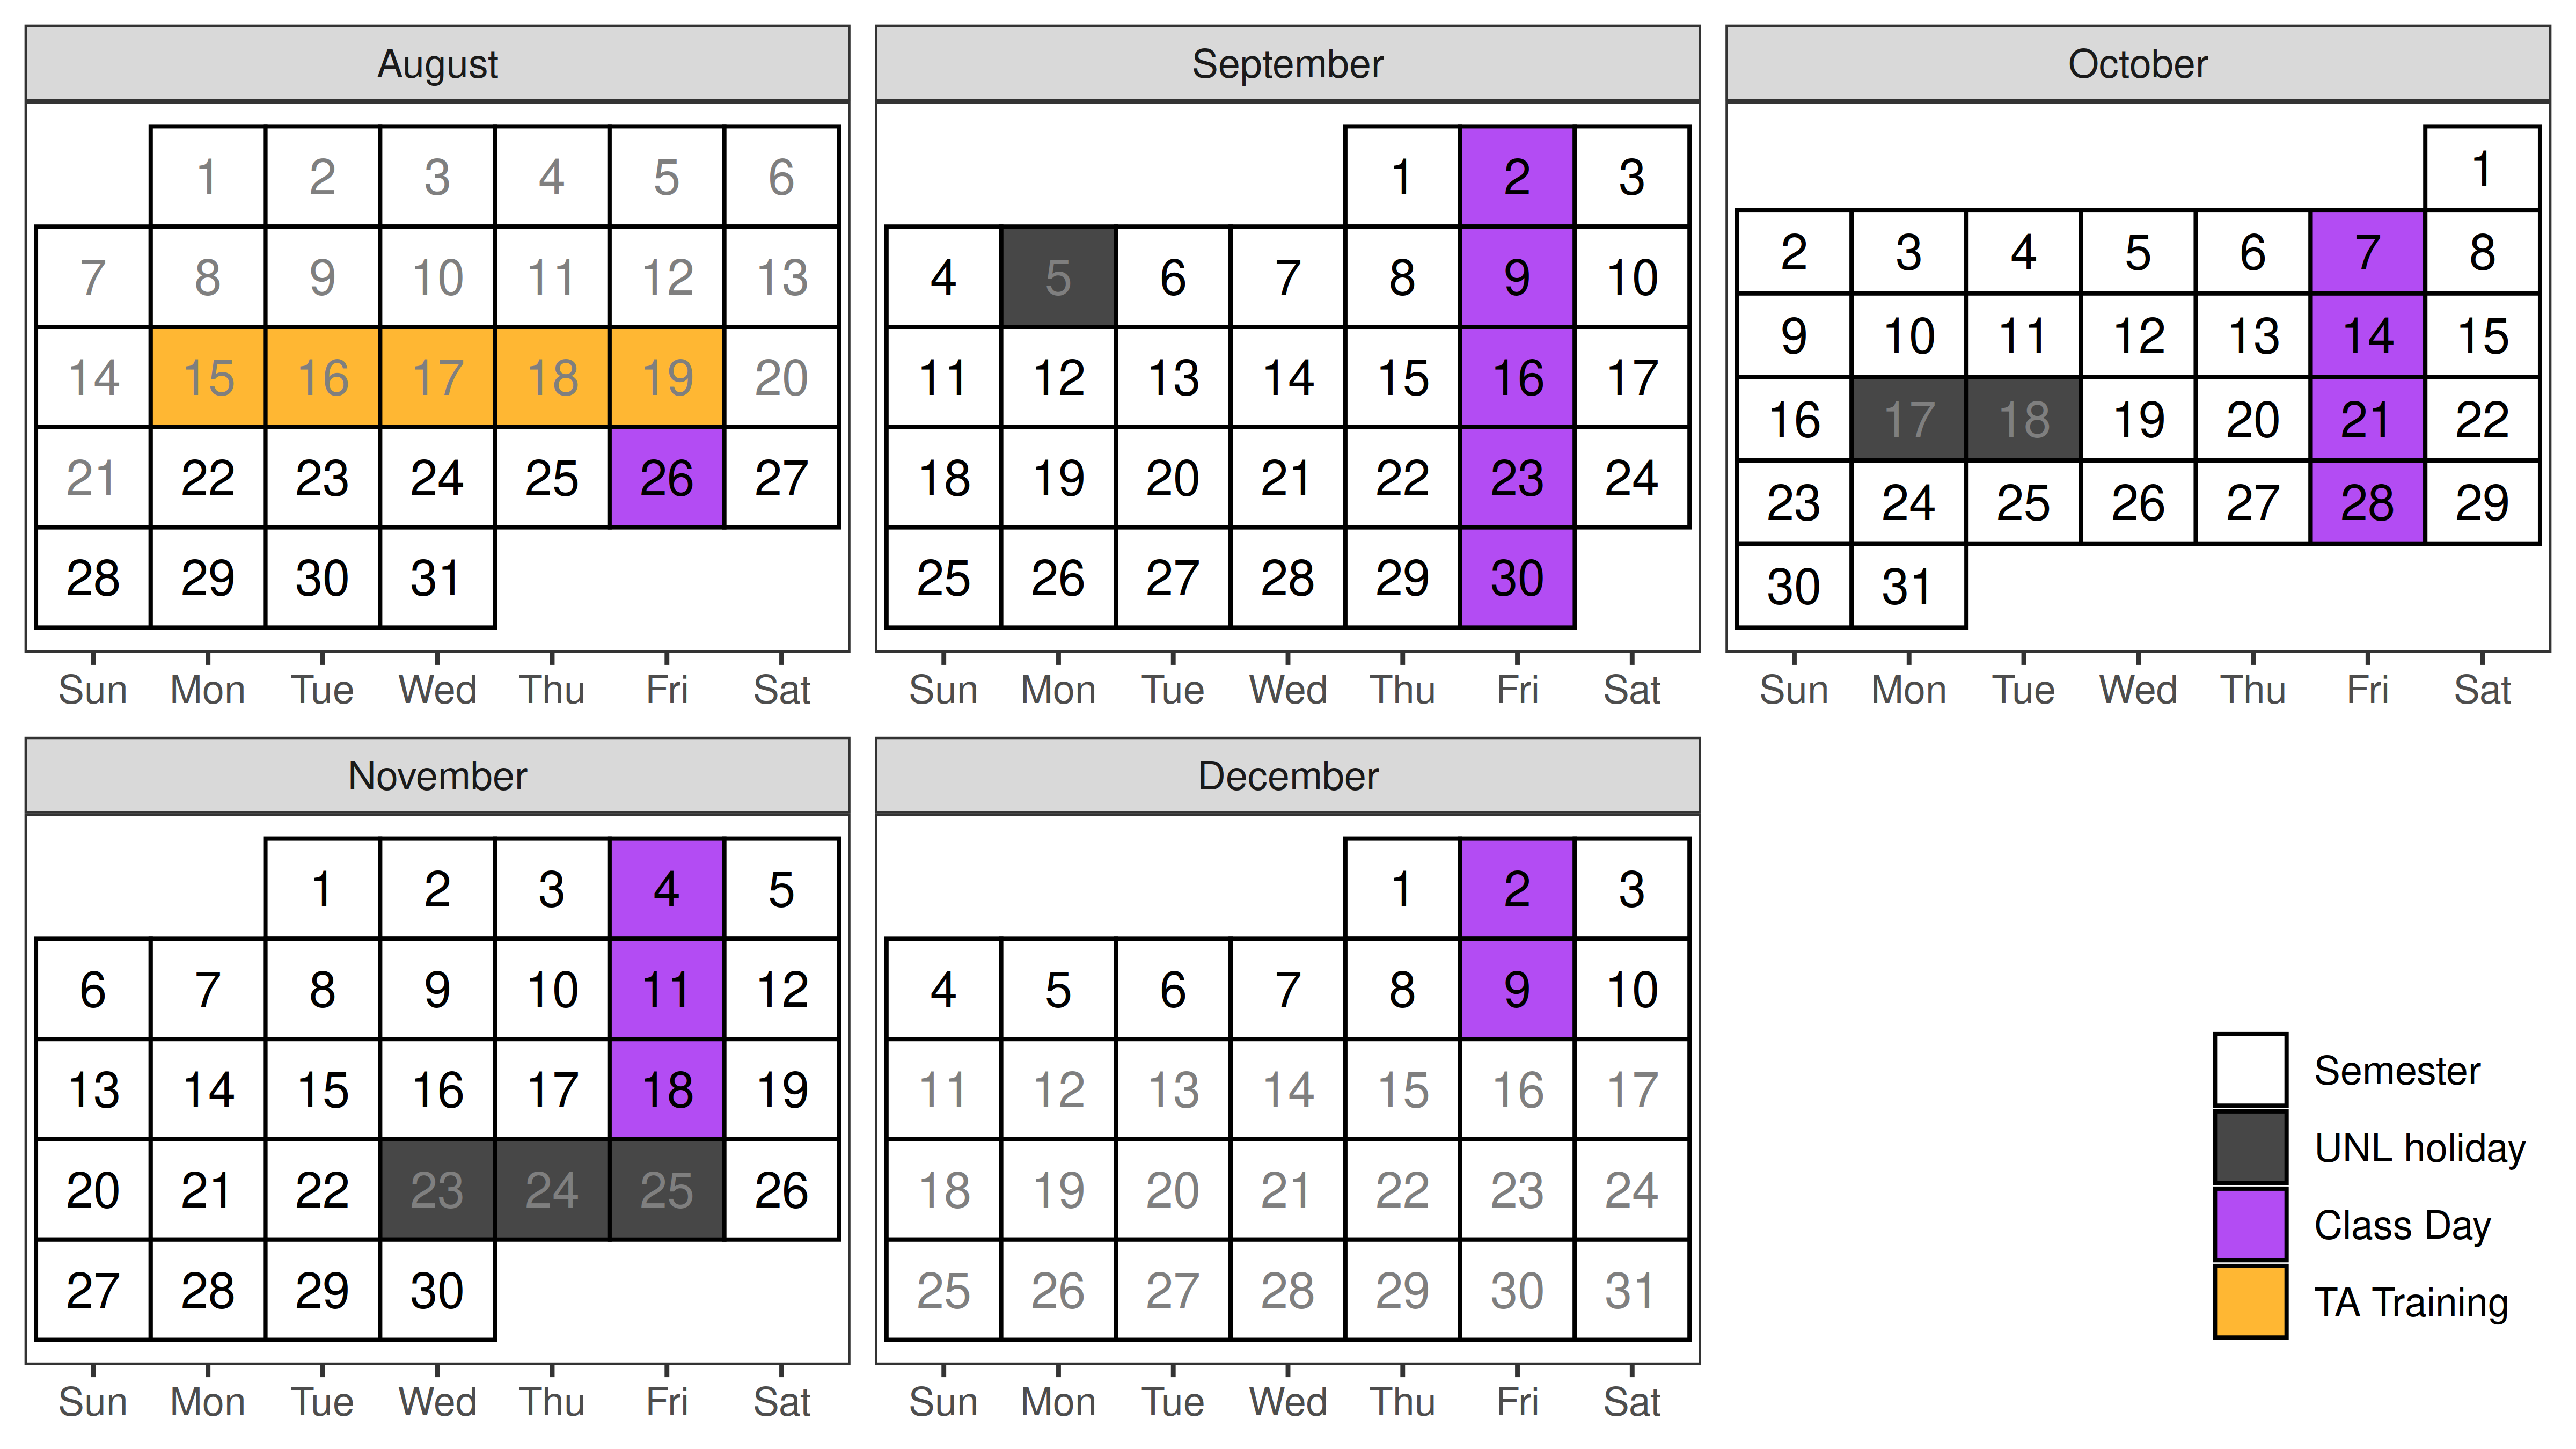 August
1 2 3 4 5 6
7 8 9 10 11 12 13
14 15 16 17 18 19 20
21 22 23 24 25 26 27
28 29 30 31
Sun Mon Tue Wed Thu Fri Sat
September
1 2 3
4 5 6 7 8 9 10
11 12 13 14 15 16 17
18 19 20 21 22 23 24
25 26 27 28 29 30
Sun Mon Tue Wed Thu Fri Sat
October
1
2 3 4 5 6 7 8
9 10 11 12 13 14 15
16 17 18 19 20 21 22
23 24 25 26 27 28 29
30 31
Sun Mon Tue Wed Thu Fri Sat
November
1 2 3 4 5
6 7 8 9 10 11 12
13 14 15 16 17 18 19
20 21 22 23 24 25 26
27 28 29 30
Sun Mon Tue Wed Thu Fri Sat
December
1 2 3
4 5 6 7 8 9 10
11 12 13 14 15 16 17
18 19 20 21 22 23 24
25 26 27 28 29 30 31
Sun Mon Tue Wed Thu Fri Sat
Semester
UNL holiday
Class Day
TA Training